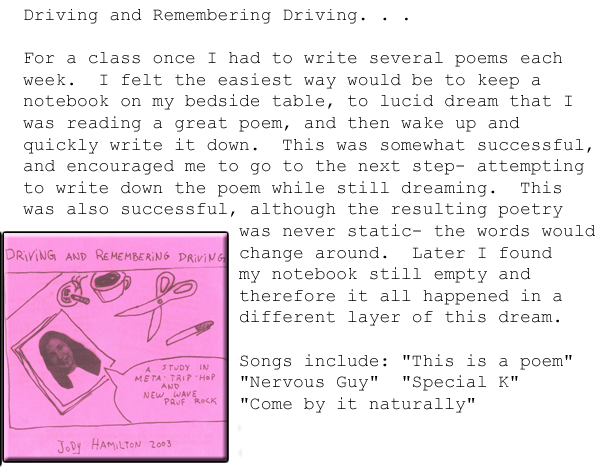 Driving and Remembering Driving. . .
For a class once I had to write several poems each
week.  I felt the easiest way would be to keep a
notebook on my bedside table, to lucid dream that I
was reading a great poem, and then wake up and
quickly write it down.  This was somewhat successful,
and encouraged me to go to the next step- attempting
to write down the poem while still dreaming.  This
was also successful, although the resulting poetry
was never static- the words would
change around.  Later I found
my notebook still empty and
therefore it all happened in a
different layer of this dream.
Songs include: "This is a poem"
"Nervous Guy"  "Special K"
"Come by it naturally"
DRIVING AND REMEMBERING DRIVING
A STUDY IN
META-TRIP-HOP
AND
NEW WAVE
PRUF ROCK
JODY HAMILTON 2003